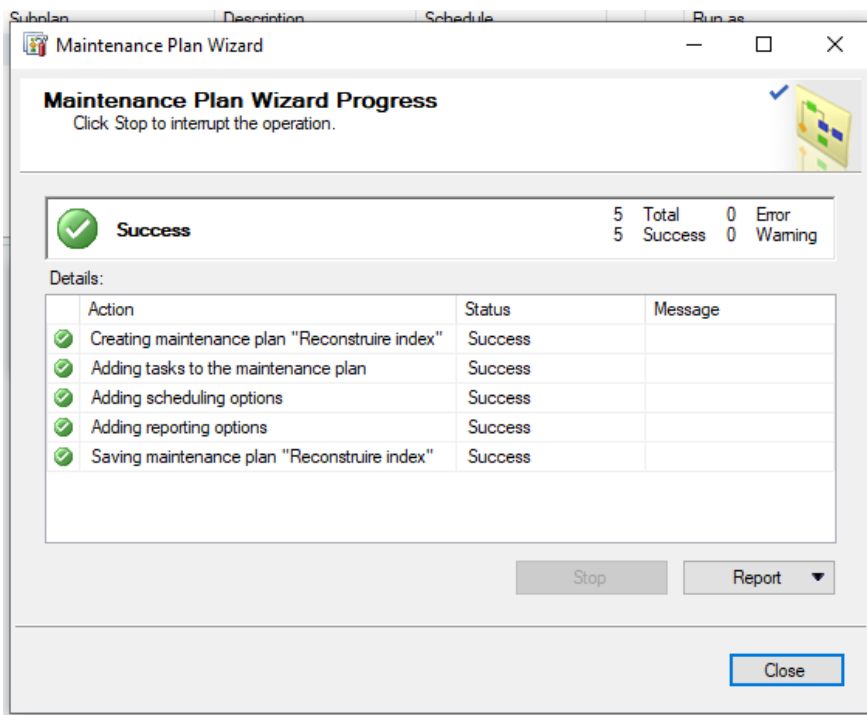 Subplan Description Schedule Run as
Maintenance Plan Wizard
Maintenance Plan Wizard Progress
Click Stop to interrupt the operation.
Success
5 Total 0 Error
5 Success 0 Warning
Details:
Action Status Message
Creating maintenance plan "Reconstruire index" Success
Adding tasks to the maintenance plan Success
Adding scheduling options Success
Adding reporting options Success
Saving maintenance plan "Reconstruire index" Success
Stop Report
Close